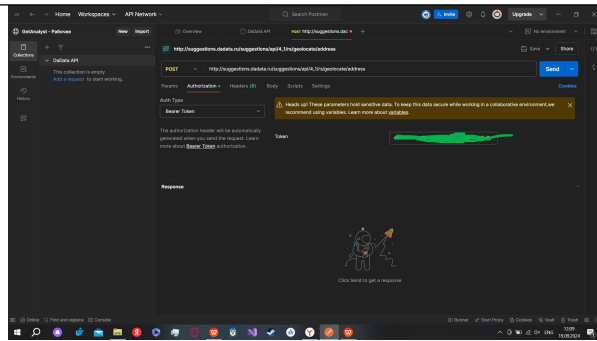 Home Workspaces API Network
Search Postman
Invite
Upgrade
GetAnalyst - Рабочее
New Import
Overview
DaData API
POST http://suggestions.dac
No environment
Collections
DaData API
http://suggestions.dadata.ru/suggestions/api/4_1/rs/geolocate/address
Save
Share
This collection is empty
Add a request to start working.
POST
http://suggestions.dadata.ru/suggestions/api/4_1/rs/geolocate/address
Send
Environments
Params Authorization Headers (8) Body Scripts Settings
Cookies
History
Auth Type
Bearer Token
Heads up! These parameters hold sensitive data. To keep this data secure while working in a collaborative environment, we
recommend using variables. Learn more about variables.
The authorization header will be automatically
generated when you send the request. Learn
more about Bearer Token authorization.
Token
Response
Click Send to get a response
Online Find and replace Console
Runner Start Proxy Cookies Vault Trash
ENG
12:09
19.09.2024